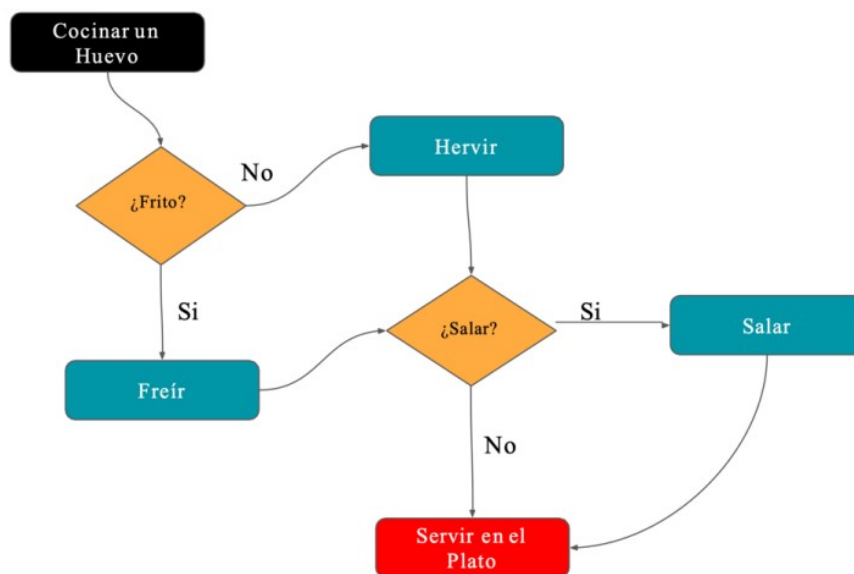 Cocinar un
Huevo
¿Frito?
No
Hervir
Si
¿Salar?
Si
Salar
Freír
No
Servir en el
Plato